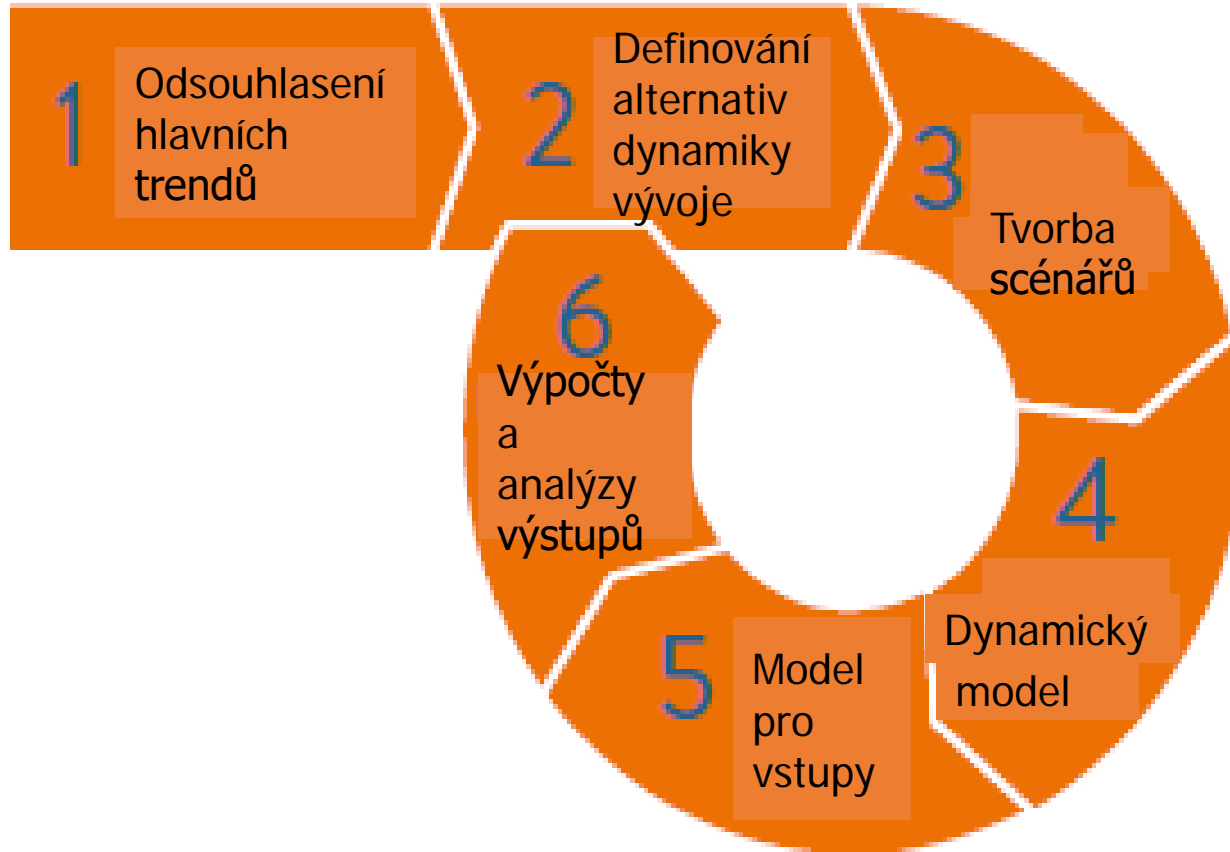 1
Odsouhlasení
hlavních
trendů
2
Definování
alternativ
dynamiky
vývoje
3
Tvorba
scénářů
4
Dynamický
model
5
Model
pro
vstupy
6
Výpočty
a
analýzy
výstupů